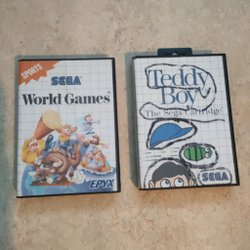 SPORTS
SEGA
World Games
EPYX
Teddy
Boy
The Sega Cartridge
SEGA